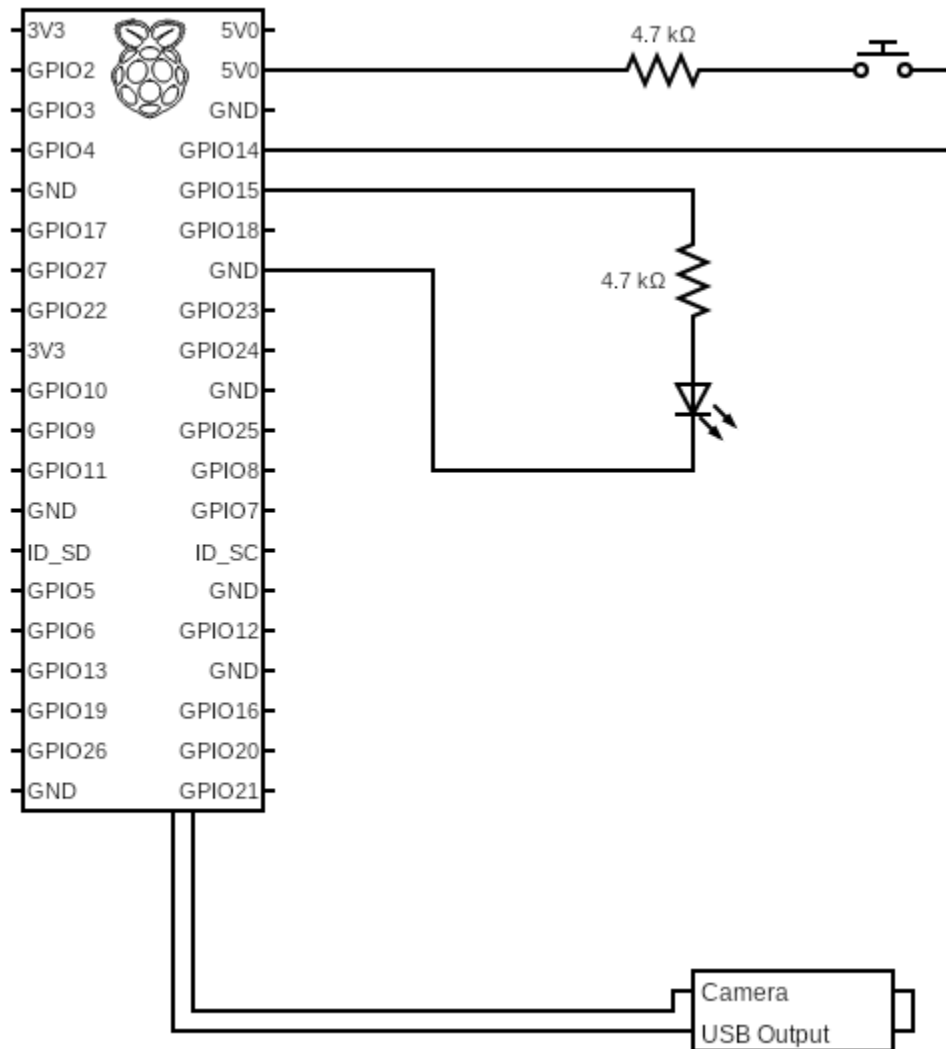 3V3 5V0
GPIO2 5V0
GPIO3 GND
GPIO4 GPIO14
GND GPIO15
GPIO17 GPIO18
GPIO27 GND
GPIO22 GPIO23
3V3 GPIO24
GPIO10 GND
GPIO9 GPIO25
GPIO11 GPIO8
GND GPIO7
ID_SD ID_SC
GPIO5 GND
GPIO6 GPIO12
GPIO13 GND
GPIO19 GPIO16
GPIO26 GPIO20
GND GPIO21
4.7 kΩ
4.7 kΩ
Camera
USB Output